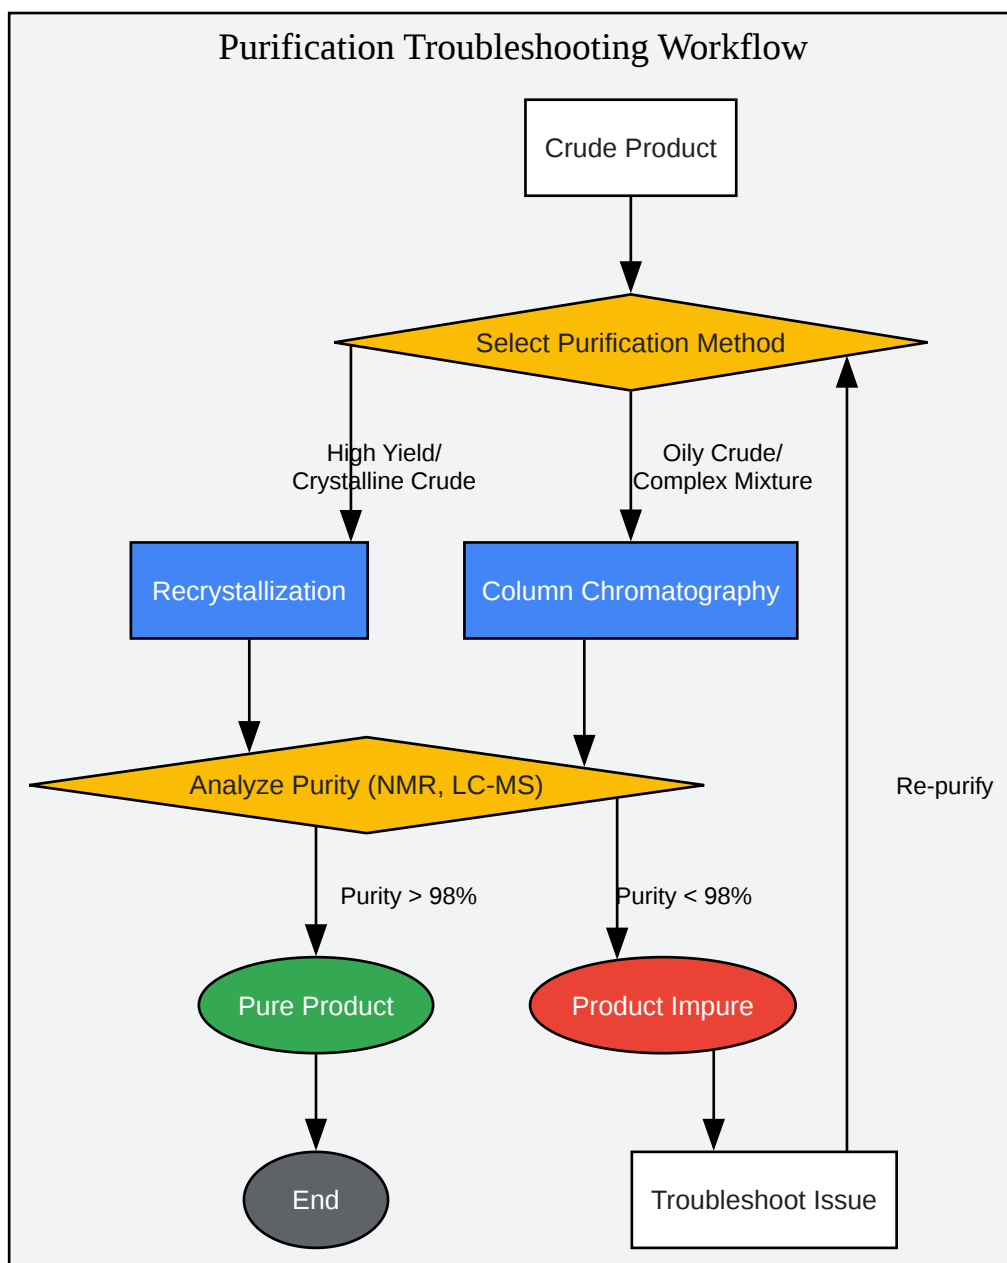 Purification Troubleshooting Workflow
Crude Product
Select Purification Method
High Yield/
Crystalline Crude
Oily Crude/
Complex Mixture
Recrystallization
Column Chromatography
Analyze Purity (NMR, LC-MS)
Re-purify
Purity > 98%
Purity < 98%
Pure Product
Product Impure
End
Troubleshoot Issue